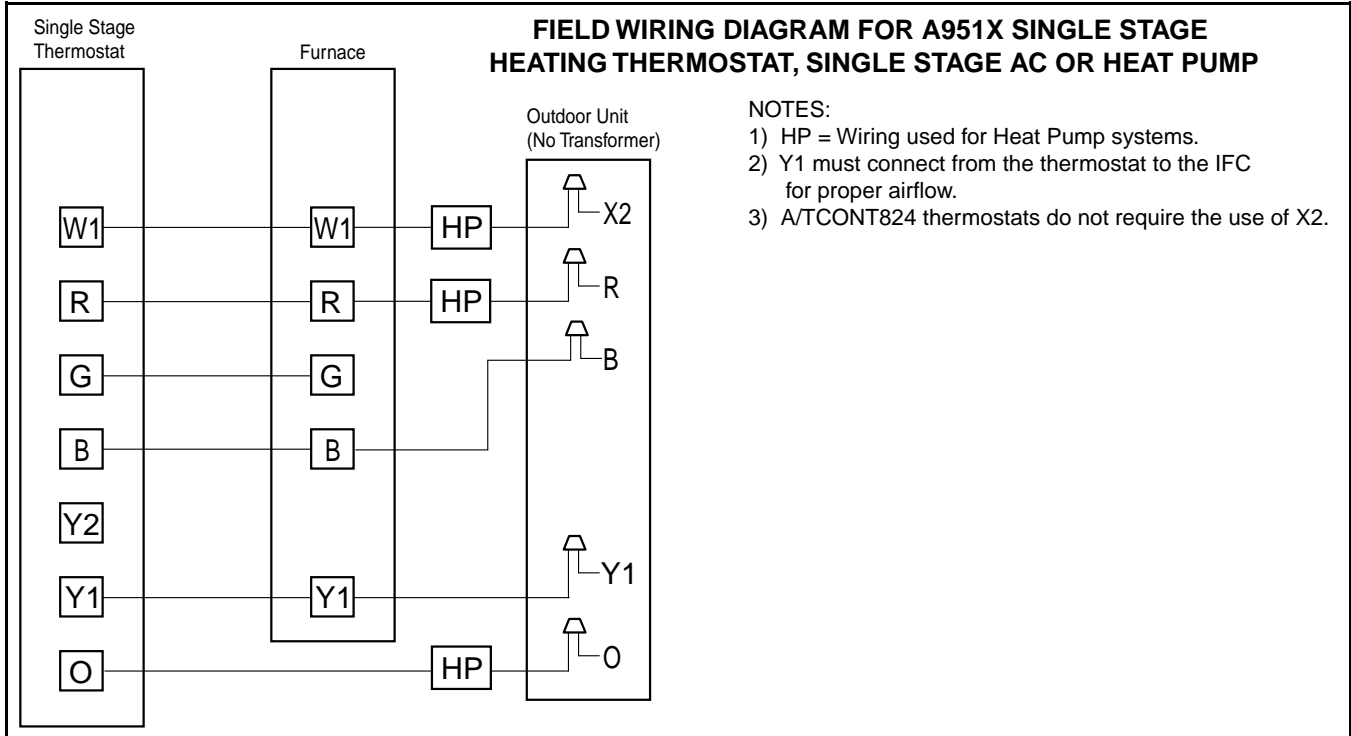 Single Stage
Thermostat
Furnace
FIELD WIRING DIAGRAM FOR A951X SINGLE STAGE
HEATING THERMOSTAT, SINGLE STAGE AC OR HEAT PUMP
Outdoor Unit
(No Transformer)
NOTES:
1) HP = Wiring used for Heat Pump systems.
2) Y1 must connect from the thermostat to the IFC
for proper airflow.
3) A/TCONT824 thermostats do not require the use of X2.
W1 W1 HP X2
R R HP R
G G
B B B
Y2
Y1 Y1 Y1
O HP O